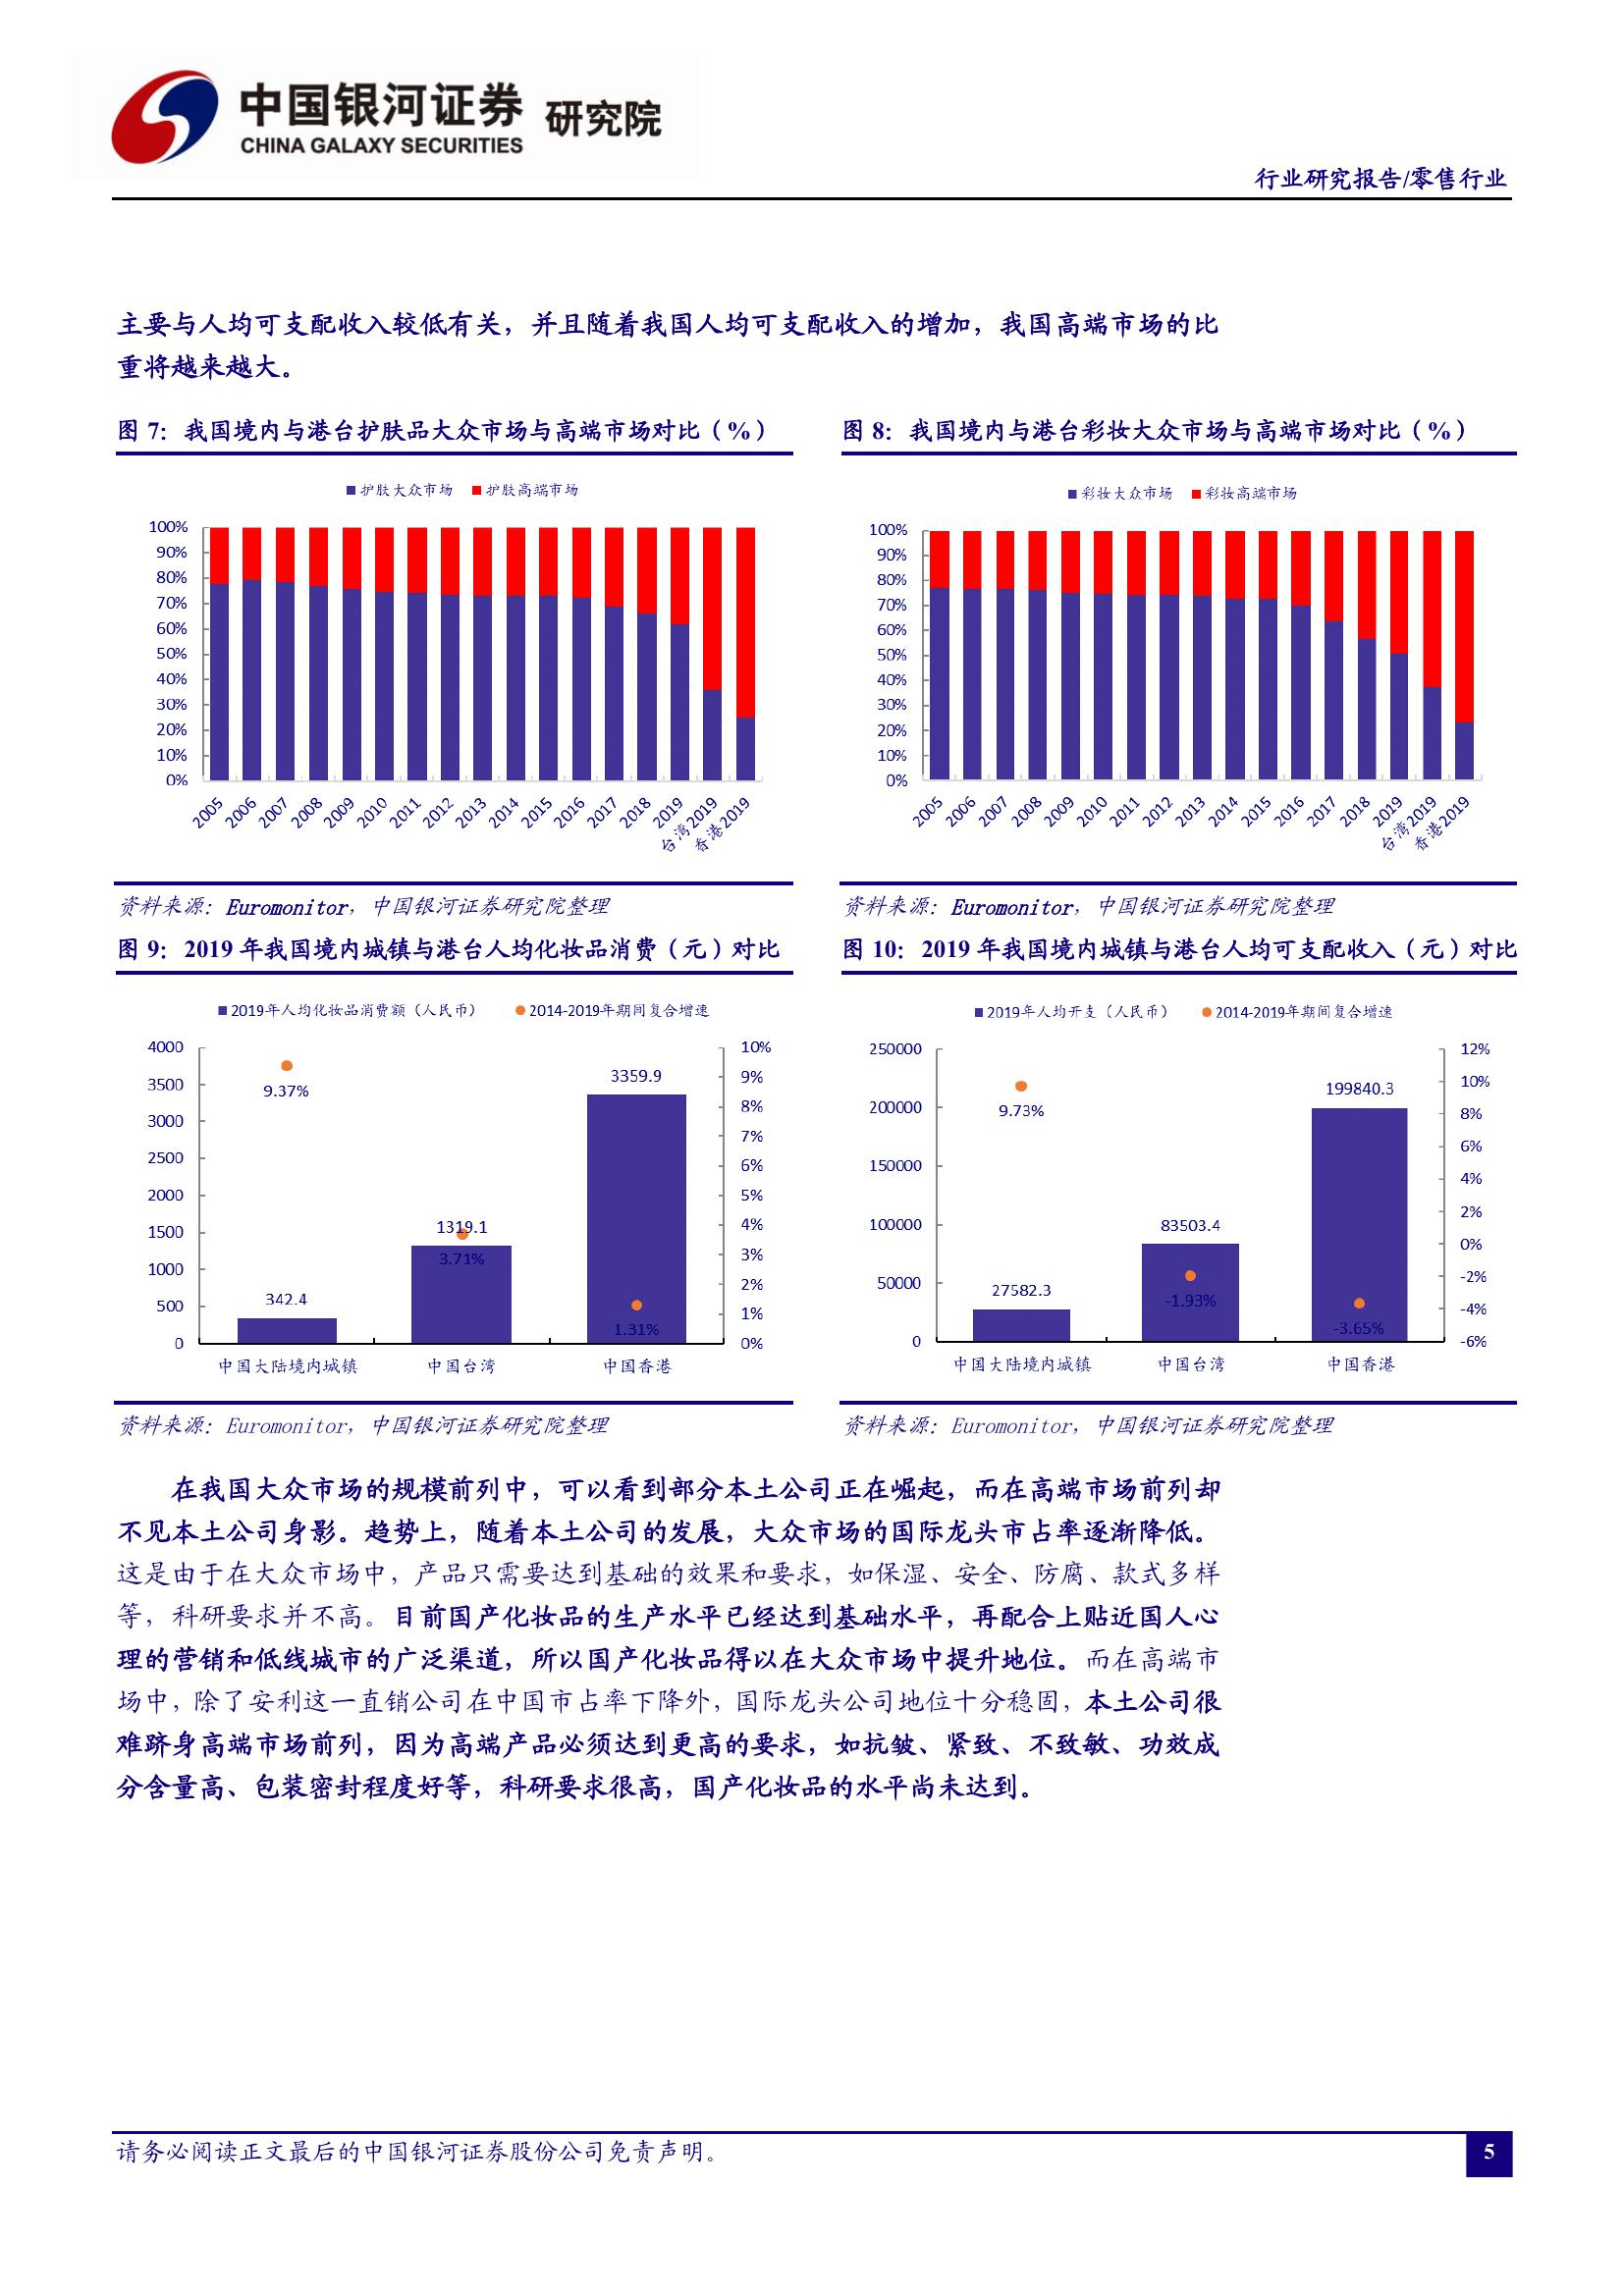 中国银河证券 研究院
CHINA GALAXY SECURITIES
行业研究报告/零售行业
主要与人均可支配收入较低有关，并且随着我国人均可支配收入的增加，我国高端市场的比
重将越来越大。
图 7：我国境内与港台护肤品大众市场与高端市场对比（%）
护肤大众市场 护肤高端市场
100%
90%
80%
70%
60%
50%
40%
30%
20%
10%
0%
2005 2006 2007 2008 2009 2010 2011 2012 2013 2014 2015 2016 2017 2018 2019 台湾2019 香港2019
资料来源：Euromonitor，中国银河证券研究院整理
图 8：我国境内与港台彩妆大众市场与高端市场对比（%）
彩妆大众市场 彩妆高端市场
100%
90%
80%
70%
60%
50%
40%
30%
20%
10%
0%
2005 2006 2007 2008 2009 2010 2011 2012 2013 2014 2015 2016 2017 2018 2019 台湾2019 香港2019
资料来源：Euromonitor，中国银河证券研究院整理
图 9：2019 年我国境内城镇与港台人均化妆品消费（元）对比
2019年人均化妆品消费额（人民币） 2014-2019年期间复合增速
4000
3500
3000
2500
2000
1500
1000
500
0
10%
9%
8%
7%
6%
5%
4%
3%
2%
1%
0%
9.37%
342.4
1319.1
3.71%
3359.9
1.31%
中国大陆境内城镇 中国台湾 中国香港
资料来源：Euromonitor，中国银河证券研究院整理
图 10：2019 年我国境内城镇与港台人均可支配收入（元）对比
2019年人均开支（人民币） 2014-2019年期间复合增速
250000
200000
150000
100000
50000
0
12%
10%
8%
6%
4%
2%
0%
-2%
-4%
-6%
9.73%
27582.3
83503.4
-1.93%
199840.3
-3.65%
中国大陆境内城镇 中国台湾 中国香港
资料来源：Euromonitor，中国银河证券研究院整理
在我国大众市场的规模前列中，可以看到部分本土公司正在崛起，而在高端市场前列却
不见本土公司身影。趋势上，随着本土公司的发展，大众市场的国际龙头市占率逐渐降低。
这是由于在大众市场中，产品只需要达到基础的效果和要求，如保湿、安全、防腐、款式多样
等，科研要求并不高。目前国产化妆品的生产水平已经达到基础水平，再配合上贴近国人心
理的营销和低线城市的广泛渠道，所以国产化妆品得以在大众市场中提升地位。而在高端市
场中，除了安利这一直销公司在中国市占率下降外，国际龙头公司地位十分稳固，本土公司很
难跻身高端市场前列，因为高端产品必须达到更高的要求，如抗皱、紧致、不致敏、功效成
分含量高、包装密封程度好等，科研要求很高，国产化妆品的水平尚未达到。
请务必阅读正文最后的中国银河证券股份公司免责声明。
5